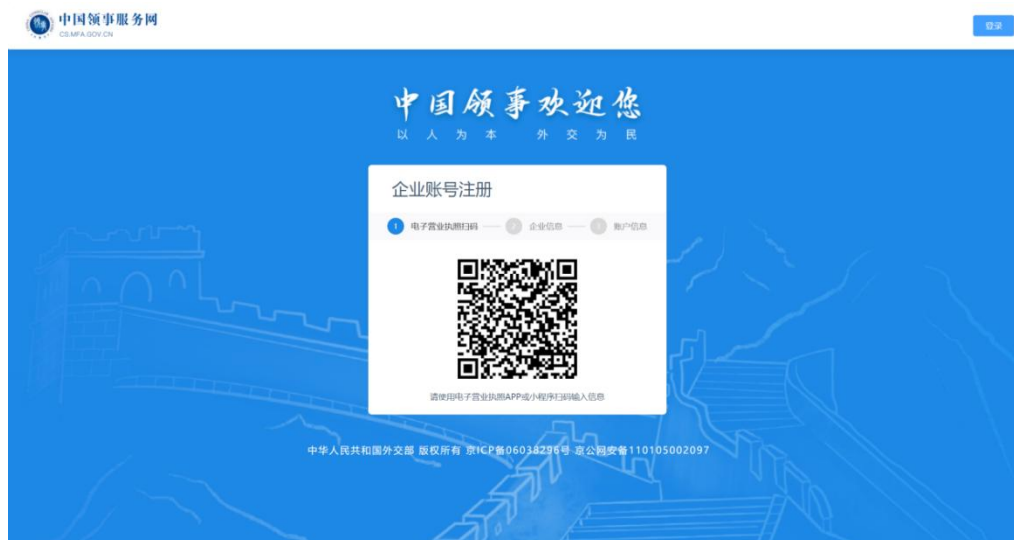 中国领事服务网
CS.MFA.GOV.CN
登录
中国领事欢迎您
以人为本 外交为民
企业账号注册
1 电子营业执照扫码 2 企业信息 3 账户信息
请使用电子营业执照APP或小程序扫码输入信息
中华人民共和国外交部 版权所有 京ICP备06038296号 京公网安备110105002097